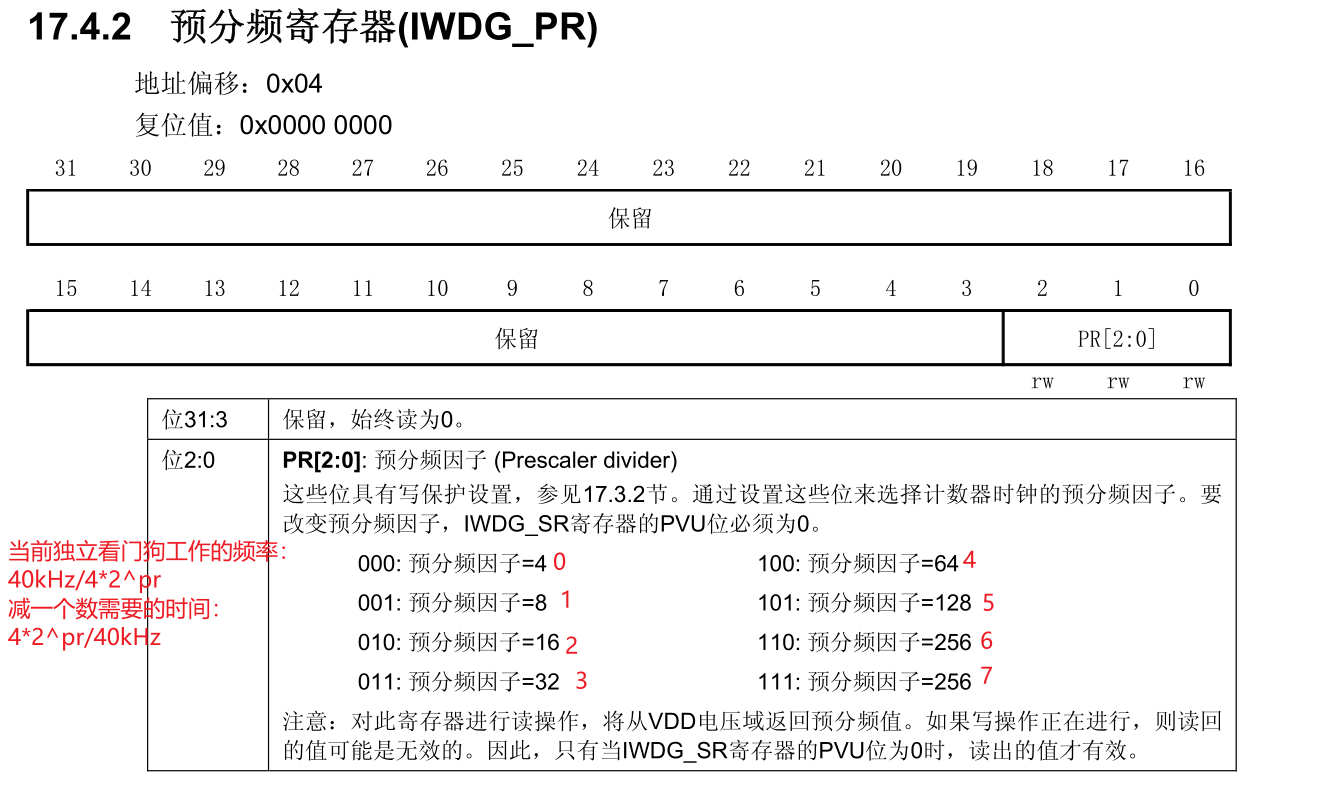 17.4.2 预分频寄存器(IWDG_PR)
地址偏移：0x04
复位值：0x0000 0000
31 30 29 28 27 26 25 24 23 22 21 20 19 18 17 16
保留
15 14 13 12 11 10 9 8 7 6 5 4 3 2 1 0
保留 PR[2:0]
rw rw rw
位31:3 保留，始终读为0。
位2:0 PR[2:0]: 预分频因子 (Prescaler divider)
这些位具有写保护设置，参见17.3.2节。通过设置这些位来选择计数器时钟的预分频因子。要
改变预分频因子，IWDG_SR寄存器的PVU位必须为0。
当前独立看门狗工作的频率：
40kHz/4*2^pr
减一个数需要的时间：
4*2^pr/40kHz
000: 预分频因子=4 0 100: 预分频因子=64 4
001: 预分频因子=8 1 101: 预分频因子=128 5
010: 预分频因子=16 2 110: 预分频因子=256 6
011: 预分频因子=32 3 111: 预分频因子=256 7
注意：对此寄存器进行读操作，将从VDD电压域返回预分频值。如果写操作正在进行，则读回
的值可能是无效的。因此，只有当IWDG_SR寄存器的PVU位为0时，读出的值才有效。